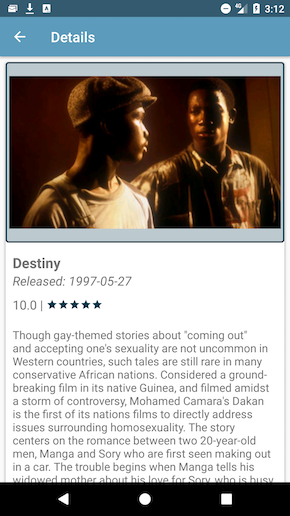 3:12
Details
Destiny
Released: 1997-05-27
10.0 |
Though gay-themed stories about "coming out"
and accepting one's sexuality are not uncommon in
Western countries, such tales are still rare in many
conservative African nations. Considered a ground-
breaking film in its native Guinea, and filmed amidst
a storm of controversy, Mohamed Camara's Dakan
is the first of its nations films to directly address
issues surrounding homosexuality. The story
centers on the romance between two 20-year-old
men, Manga and Sory who are first seen making out
in a car. The trouble begins when Manga tells his
widowed mother about his love for Sory, who is busy